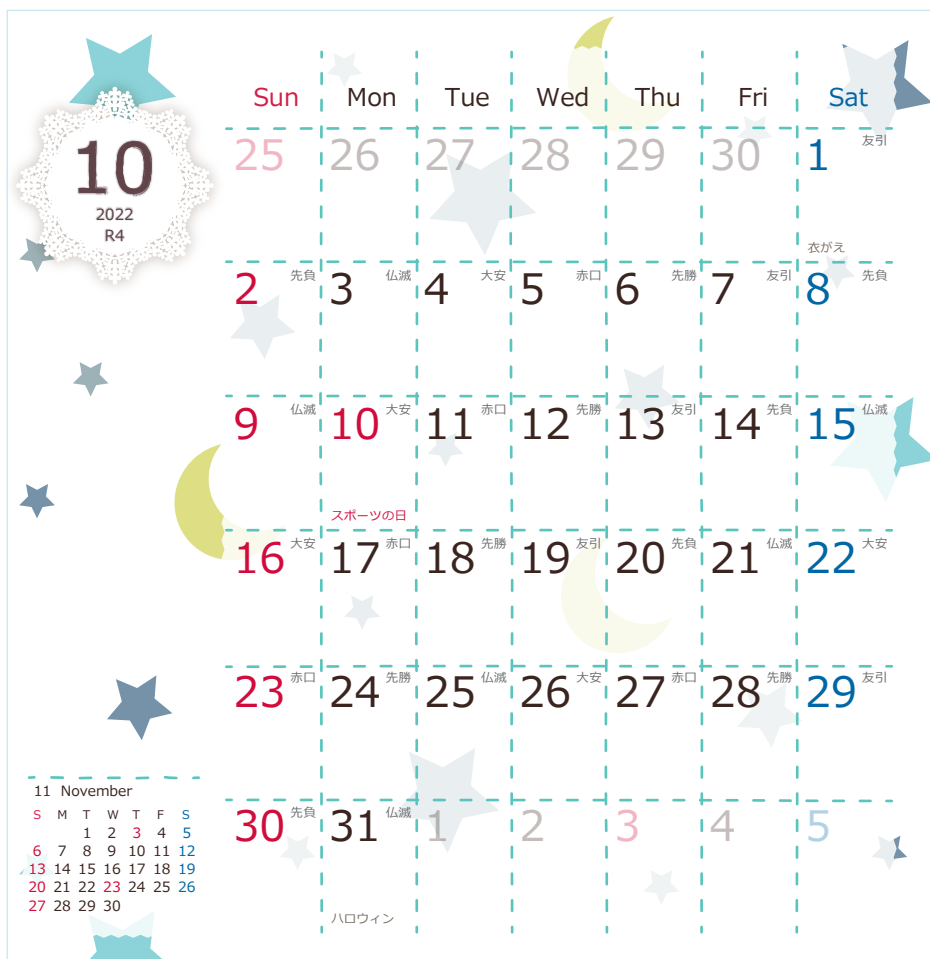 10
2022
R4
Sun Mon Tue Wed Thu Fri Sat
25 26 27 28 29 30 1 友引
衣がえ
2 先負 3 仏滅 4 大安 5 赤口 6 先勝 7 友引 8 先負
9 仏滅 10 大安 11 赤口 12 先勝 13 友引 14 先負 15 仏滅
スポーツの日
16 大安 17 赤口 18 先勝 19 友引 20 先負 21 仏滅 22 大安
23 赤口 24 先勝 25 仏滅 26 大安 27 赤口 28 先勝 29 友引
30 先負 31 仏滅 1 2 3 4 5
ハロウィン
11 November
S M T W T F S
1 2 3 4 5
6 7 8 9 10 11 12
13 14 15 16 17 18 19
20 21 22 23 24 25 26
27 28 29 30